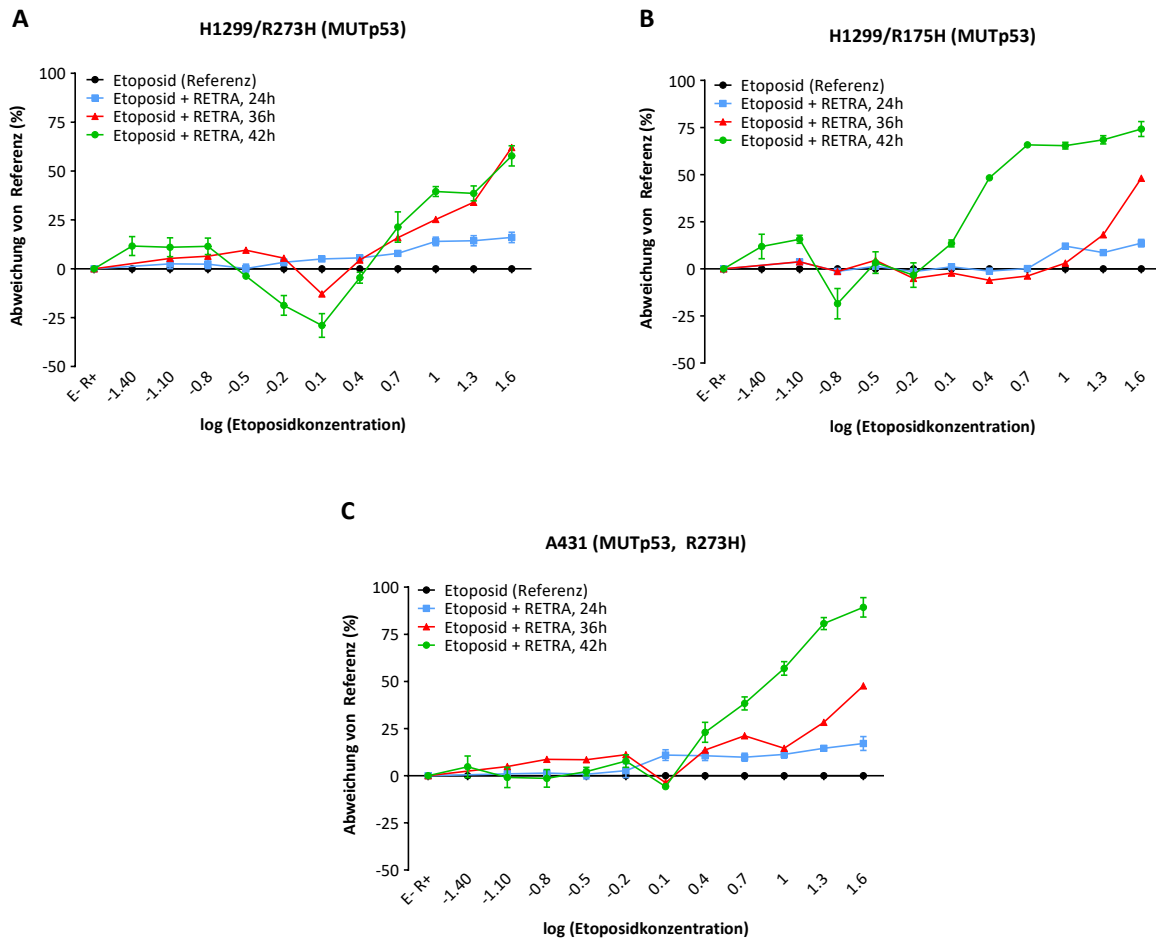 A
H1299/R273H (MUTp53)
Abweichung von Referenz (%)
100
75
50
25
0
-25
-50
Etoposid (Referenz)
Etoposid + RETRA, 24h
Etoposid + RETRA, 36h
Etoposid + RETRA, 42h
E- R+ -1.40 -1.10 -0.8 -0.5 -0.2 0.1 0.4 0.7 1 1.3 1.6
log (Etoposidkonzentration)
B
H1299/R175H (MUTp53)
Abweichung von Referenz (%)
100
75
50
25
0
-25
-50
Etoposid (Referenz)
Etoposid + RETRA, 24h
Etoposid + RETRA, 36h
Etoposid + RETRA, 42h
E- R+ -1.40 -1.10 -0.8 -0.5 -0.2 0.1 0.4 0.7 1 1.3 1.6
log (Etoposidkonzentration)
C
A431 (MUTp53, R273H)
Abweichung von Referenz (%)
100
75
50
25
0
-25
-50
Etoposid (Referenz)
Etoposid + RETRA, 24h
Etoposid + RETRA, 36h
Etoposid + RETRA, 42h
E- R+ -1.40 -1.10 -0.8 -0.5 -0.2 0.1 0.4 0.7 1 1.3 1.6
log (Etoposidkonzentration)